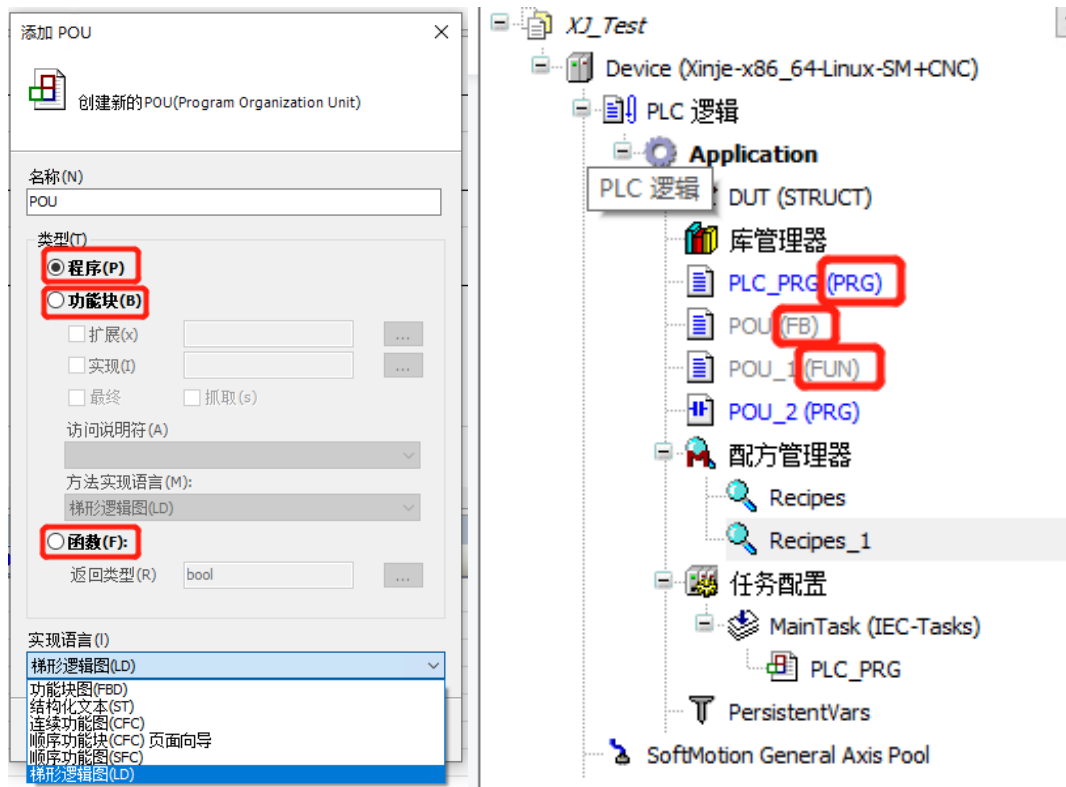 添加 POU
创建新的POU(Program Organization Unit)
名称(N)
POU
类型(T)
程序(P)
功能块(B)
扩展(x)
...
实现(I)
...
最终
抓取(s)
访问说明符(A)
方法实现语言(M):
梯形逻辑图(LD)
函数(F):
返回类型(R)
bool
...
实现语言(I)
梯形逻辑图(LD)
功能块图(FBD)
结构化文本(ST)
连续功能图(CFC)
顺序功能块(CFC) 页面向导
顺序功能图(SFC)
梯形逻辑图(LD)
XJ_Test
Device (Xinje-x86_64-Linux-SM+CNC)
PLC 逻辑
Application
PLC 逻辑
DUT (STRUCT)
库管理器
PLC_PRG (PRG)
POU (FB)
POU_1 (FUN)
POU_2 (PRG)
配方管理器
Recipes
Recipes_1
任务配置
MainTask (IEC-Tasks)
PLC_PRG
PersistentVars
SoftMotion General Axis Pool